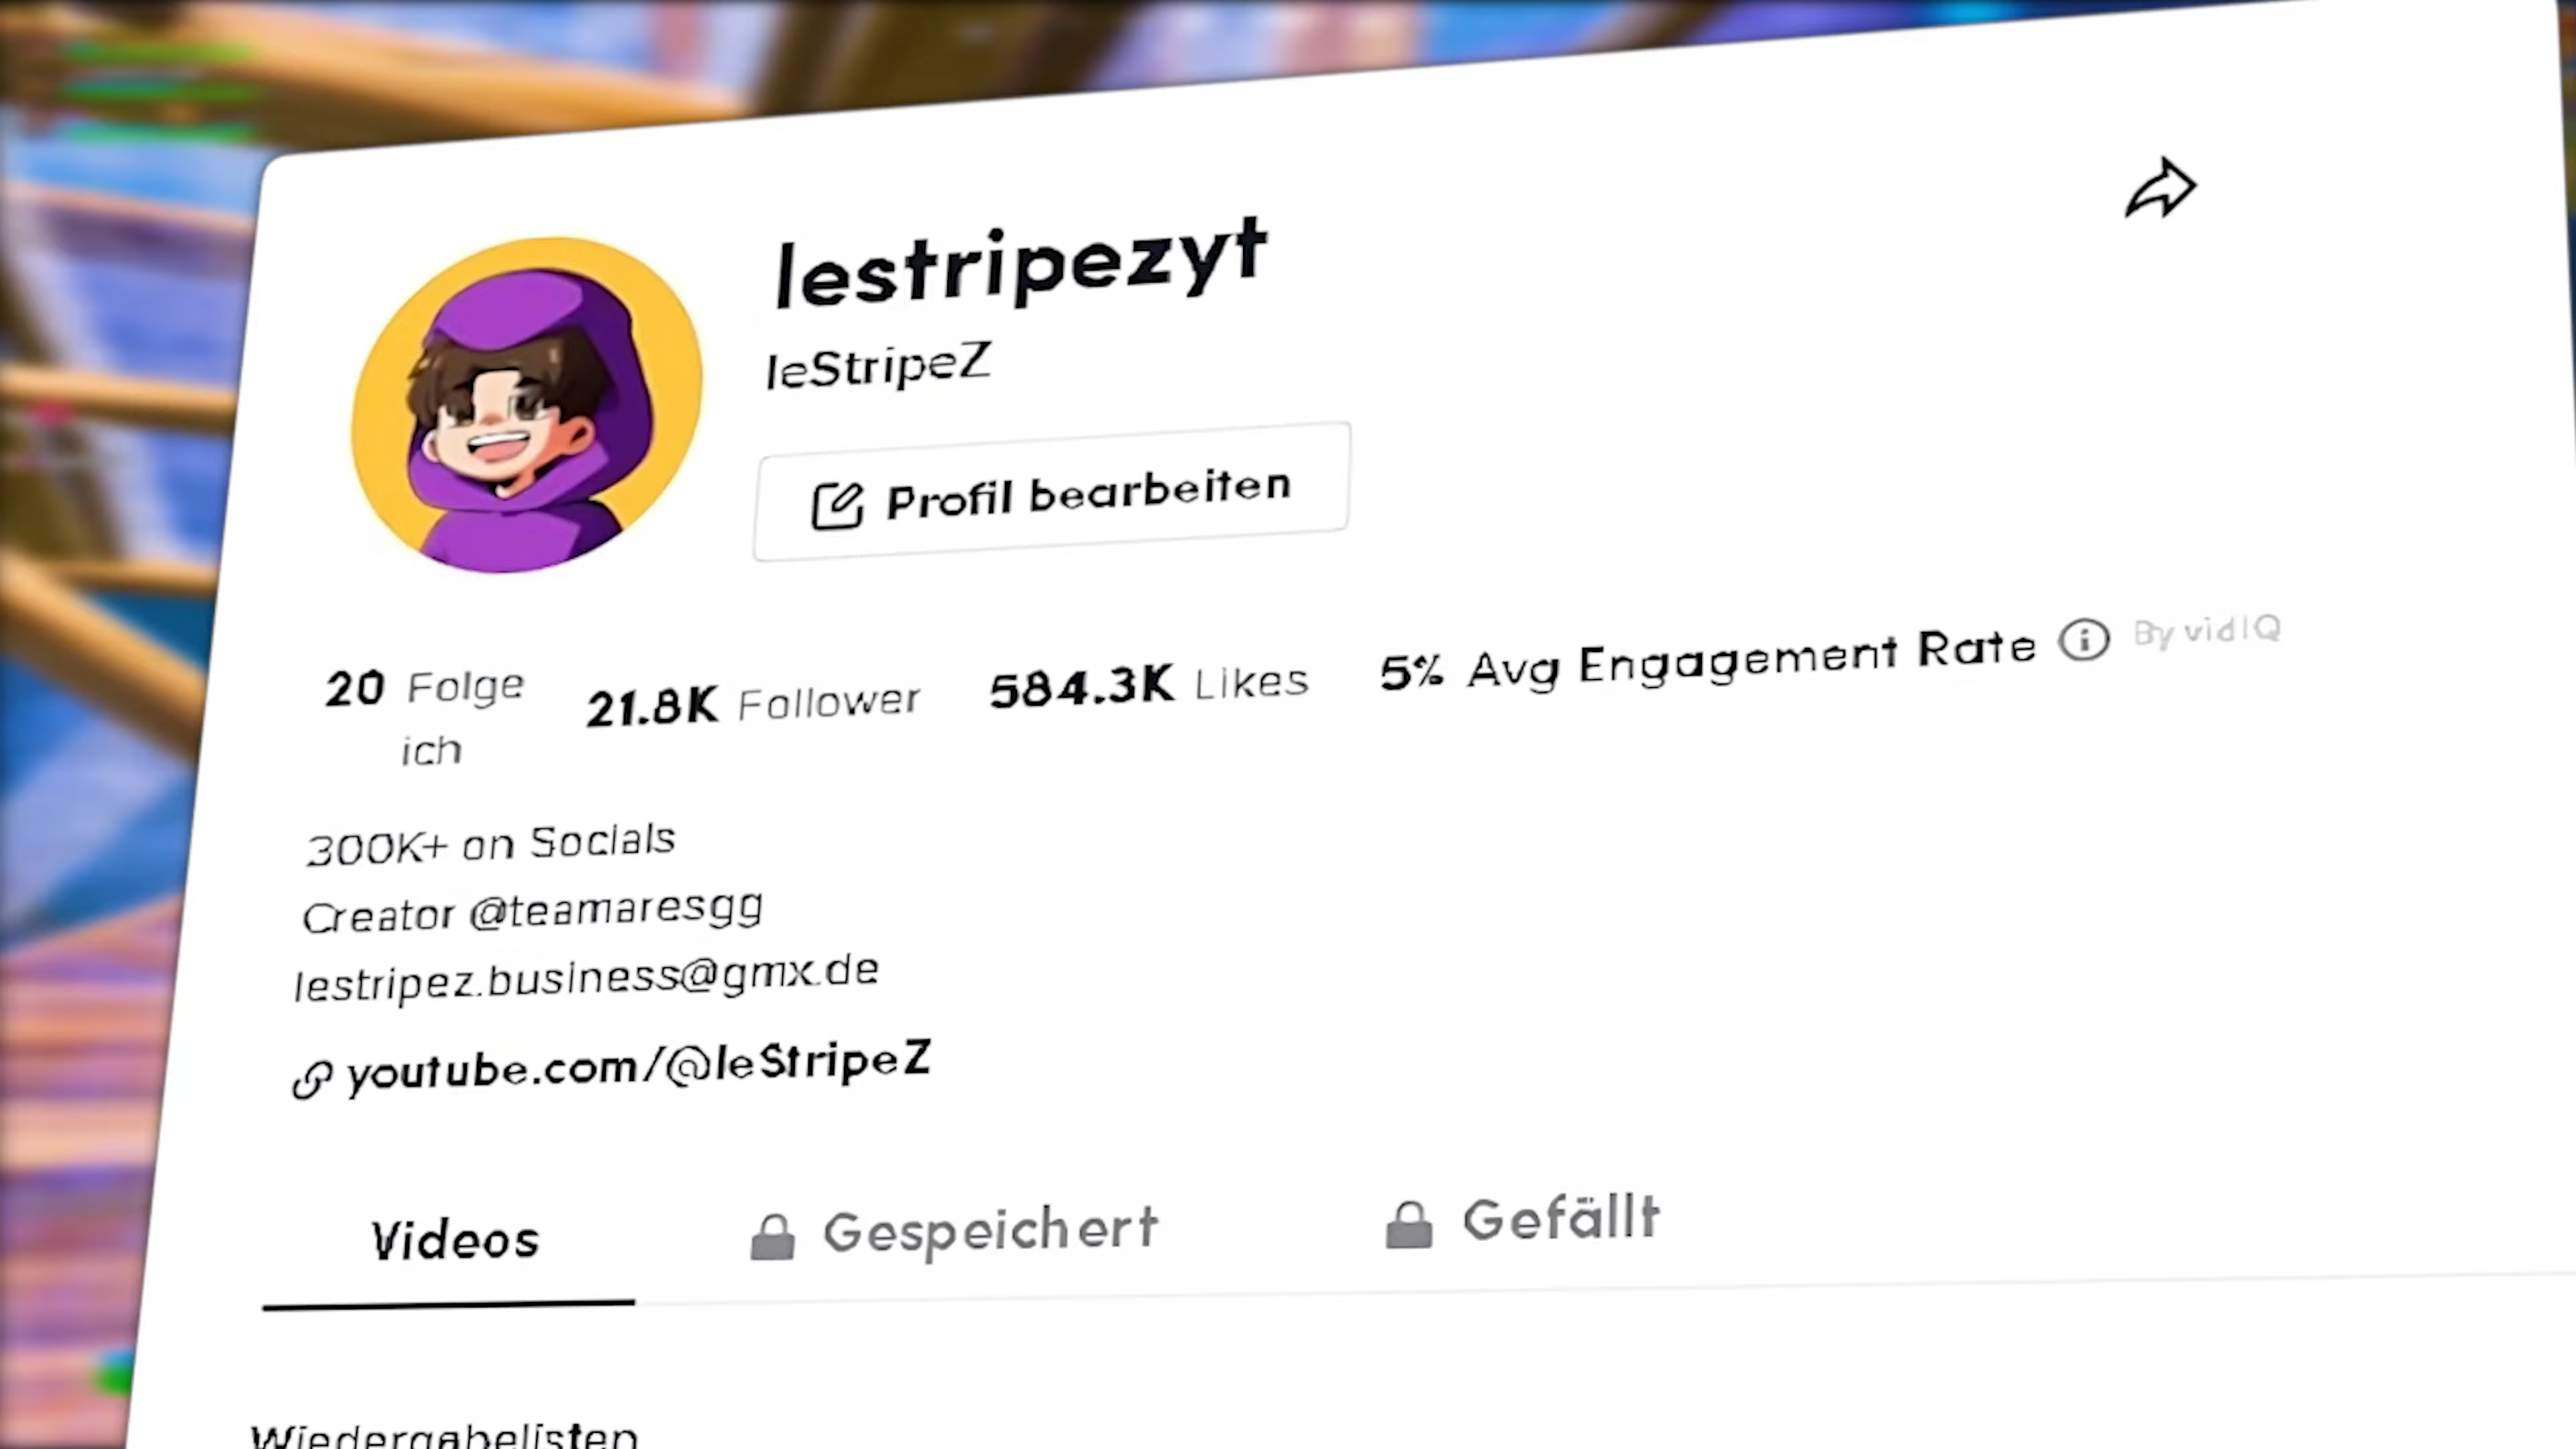 lestripezyt
leStripeZ
Profil bearbeiten
20 Folge ich 21.8K Follower 584.3K Likes 5% Avg Engagement Rate By vidIQ
300K+ on Socials
Creator @teamaresgg
lestripez.business@gmx.de
youtube.com/@leStripeZ
Videos Gespeichert Gefällt
Wiedergabelisten